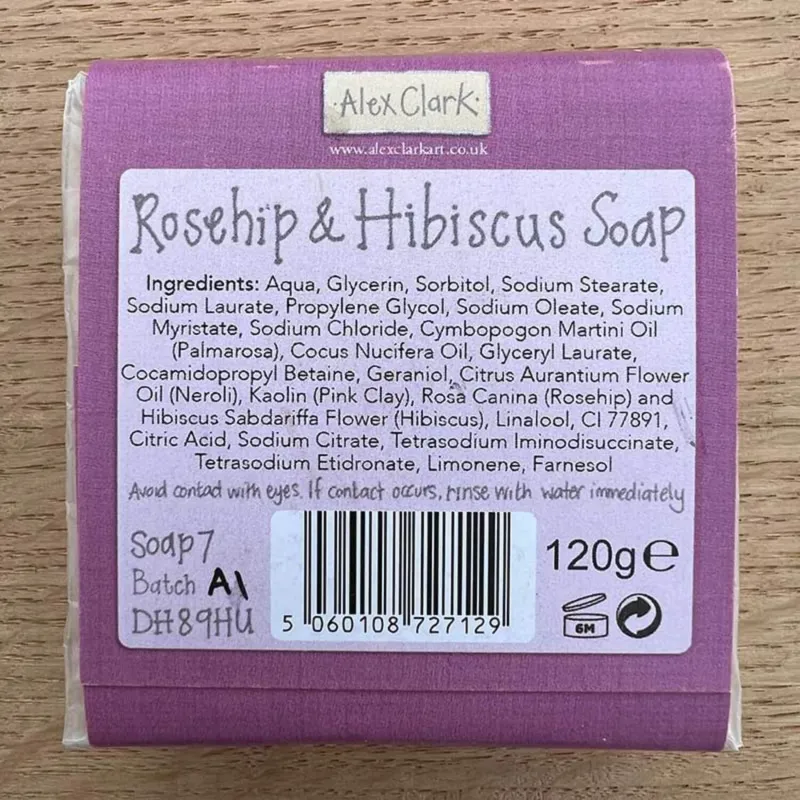 ·Alex Clark·
www.alexclarkart.co.uk
Rosehip & Hibiscus Soap
Ingredients: Aqua, Glycerin, Sorbitol, Sodium Stearate,
Sodium Laurate, Propylene Glycol, Sodium Oleate, Sodium
Myristate, Sodium Chloride, Cymbopogon Martini Oil
(Palmarosa), Cocus Nucifera Oil, Glyceryl Laurate,
Cocamidopropyl Betaine, Geraniol, Citrus Aurantium Flower
Oil (Neroli), Kaolin (Pink Clay), Rosa Canina (Rosehip) and
Hibiscus Sabdariffa Flower (Hibiscus), Linalool, CI 77891,
Citric Acid, Sodium Citrate, Tetrasodium Iminodisuccinate,
Tetrasodium Etidronate, Limonene, Farnesol
Avoid contact with eyes. If contact occurs, rinse with water immediately
Soap7
Batch A1
DH89HU
5 060108 727129
120g℮
6M